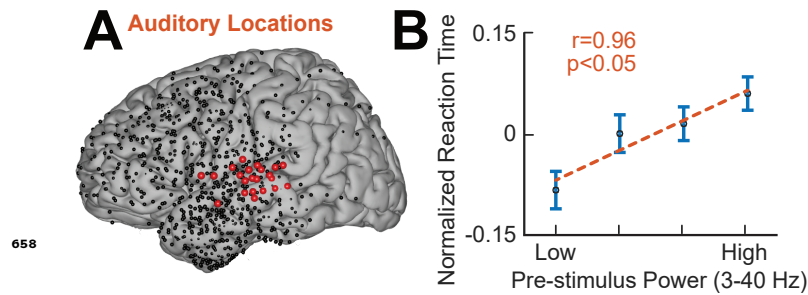 A Auditory Locations
B
0.15
r=0.96
p<0.05
Normalized Reaction Time
0
-0.15
Low High
Pre-stimulus Power (3-40 Hz)
658